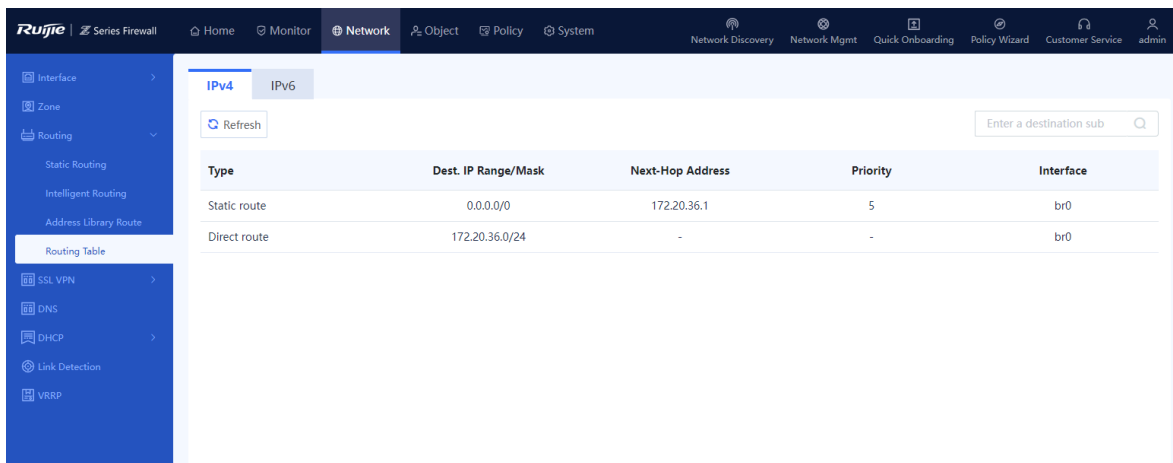 Ruijie | Z Series Firewall Home Monitor Network Object Policy System Network Discovery Network Mgmt Quick Onboarding Policy Wizard Customer Service admin
Interface
Zone
Routing
Static Routing
Intelligent Routing
Address Library Route
Routing Table
SSL VPN
DNS
DHCP
Link Detection
VRRP
IPv4 IPv6
Refresh Enter a destination sub
Type Dest. IP Range/Mask Next-Hop Address Priority Interface
Static route 0.0.0.0/0 172.20.36.1 5 br0
Direct route 172.20.36.0/24 - - br0